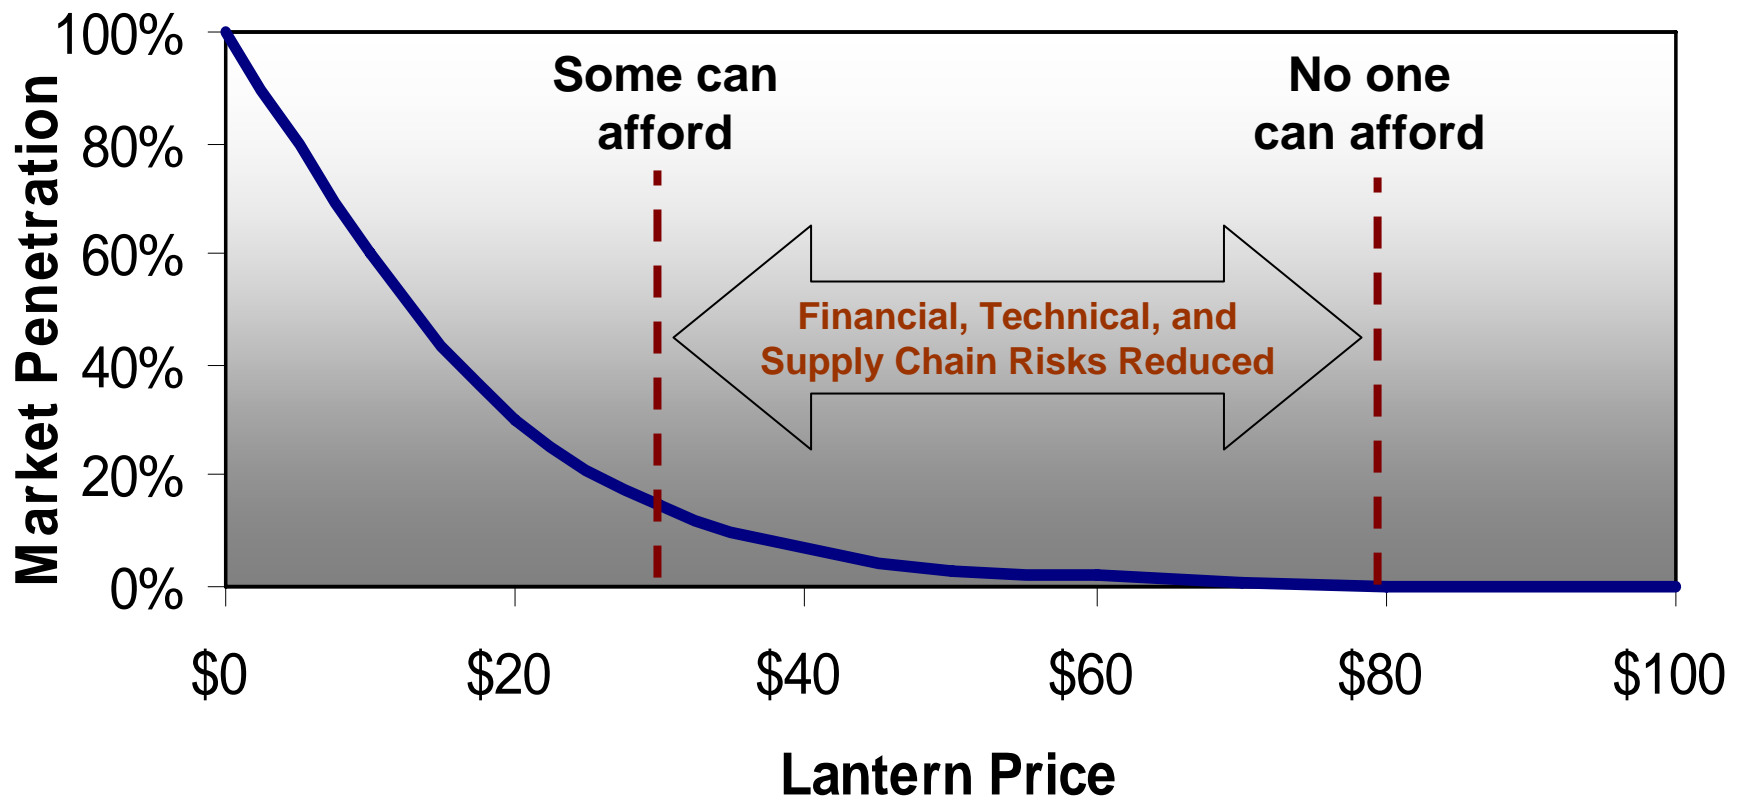 100%
80%
60%
40%
20%
0%
Market Penetration
Some can
afford
No one
can afford
Financial, Technical, and
Supply Chain Risks Reduced
$0
$20
$40
$60
$80
$100
Lantern Price